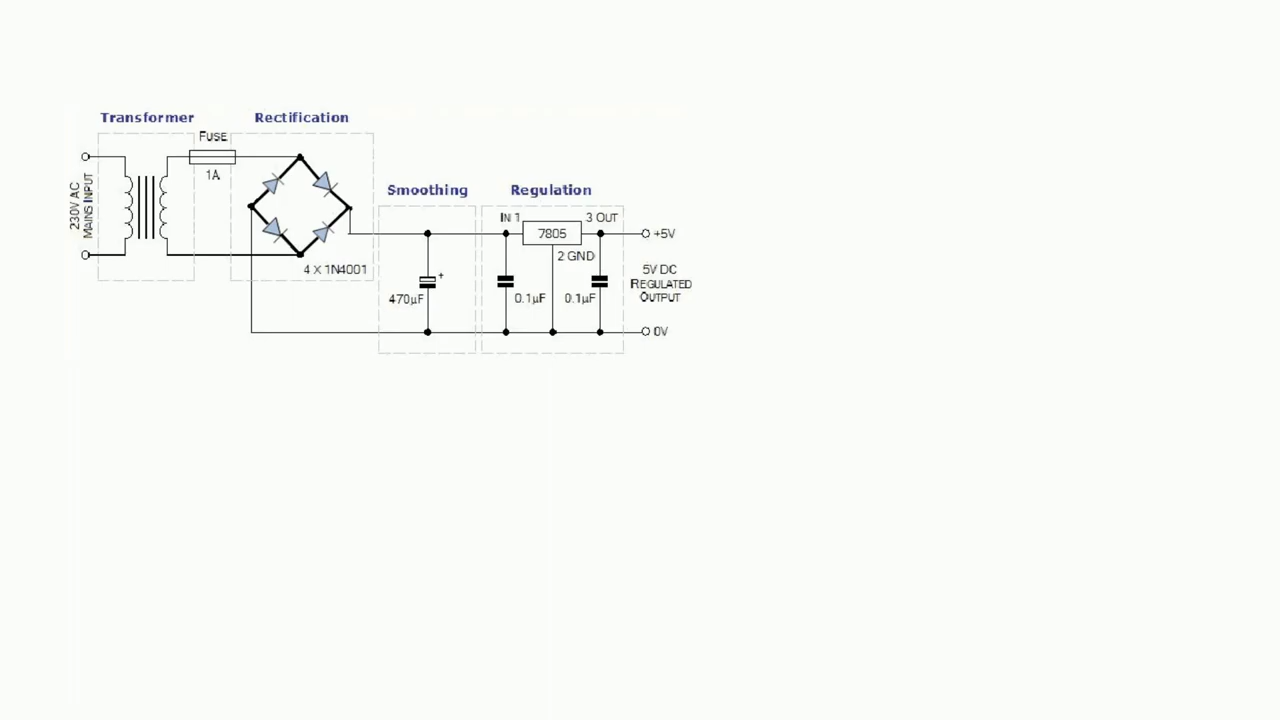 Transformer
Rectification
FUSE
1A
230V AC
MAINS INPUT
4 X 1N4001
Smoothing
Regulation
IN 1
3 OUT
7805
2 GND
+5V
+
470µF
0.1µF
0.1µF
5V DC
REGULATED
OUTPUT
0V